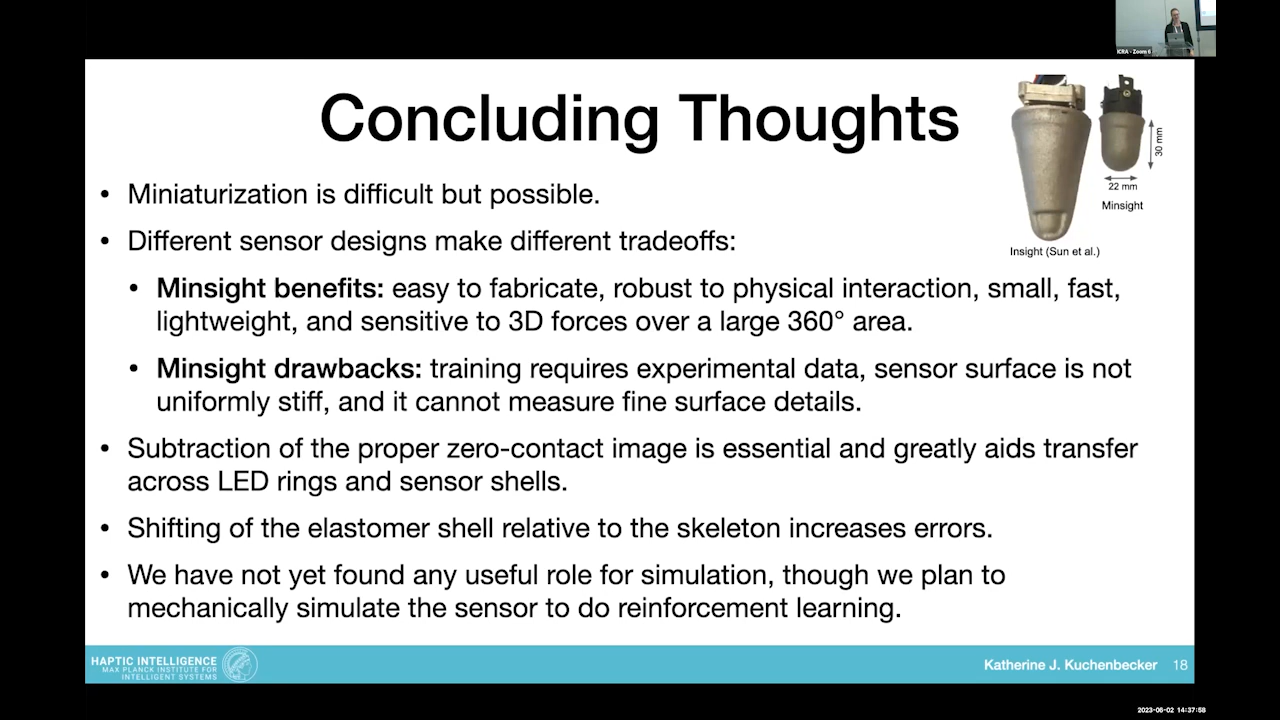 ICRA - Zoom 6
Concluding Thoughts
30 mm
22 mm
Minsight
Insight (Sun et al.)
• Miniaturization is difficult but possible.
• Different sensor designs make different tradeoffs:
• Minsight benefits: easy to fabricate, robust to physical interaction, small, fast,
lightweight, and sensitive to 3D forces over a large 360° area.
• Minsight drawbacks: training requires experimental data, sensor surface is not
uniformly stiff, and it cannot measure fine surface details.
• Subtraction of the proper zero-contact image is essential and greatly aids transfer
across LED rings and sensor shells.
• Shifting of the elastomer shell relative to the skeleton increases errors.
• We have not yet found any useful role for simulation, though we plan to
mechanically simulate the sensor to do reinforcement learning.
HAPTIC INTELLIGENCE
MAX PLANCK INSTITUTE FOR
INTELLIGENT SYSTEMS
Katherine J. Kuchenbecker 18
2023-06-02 14:37:58